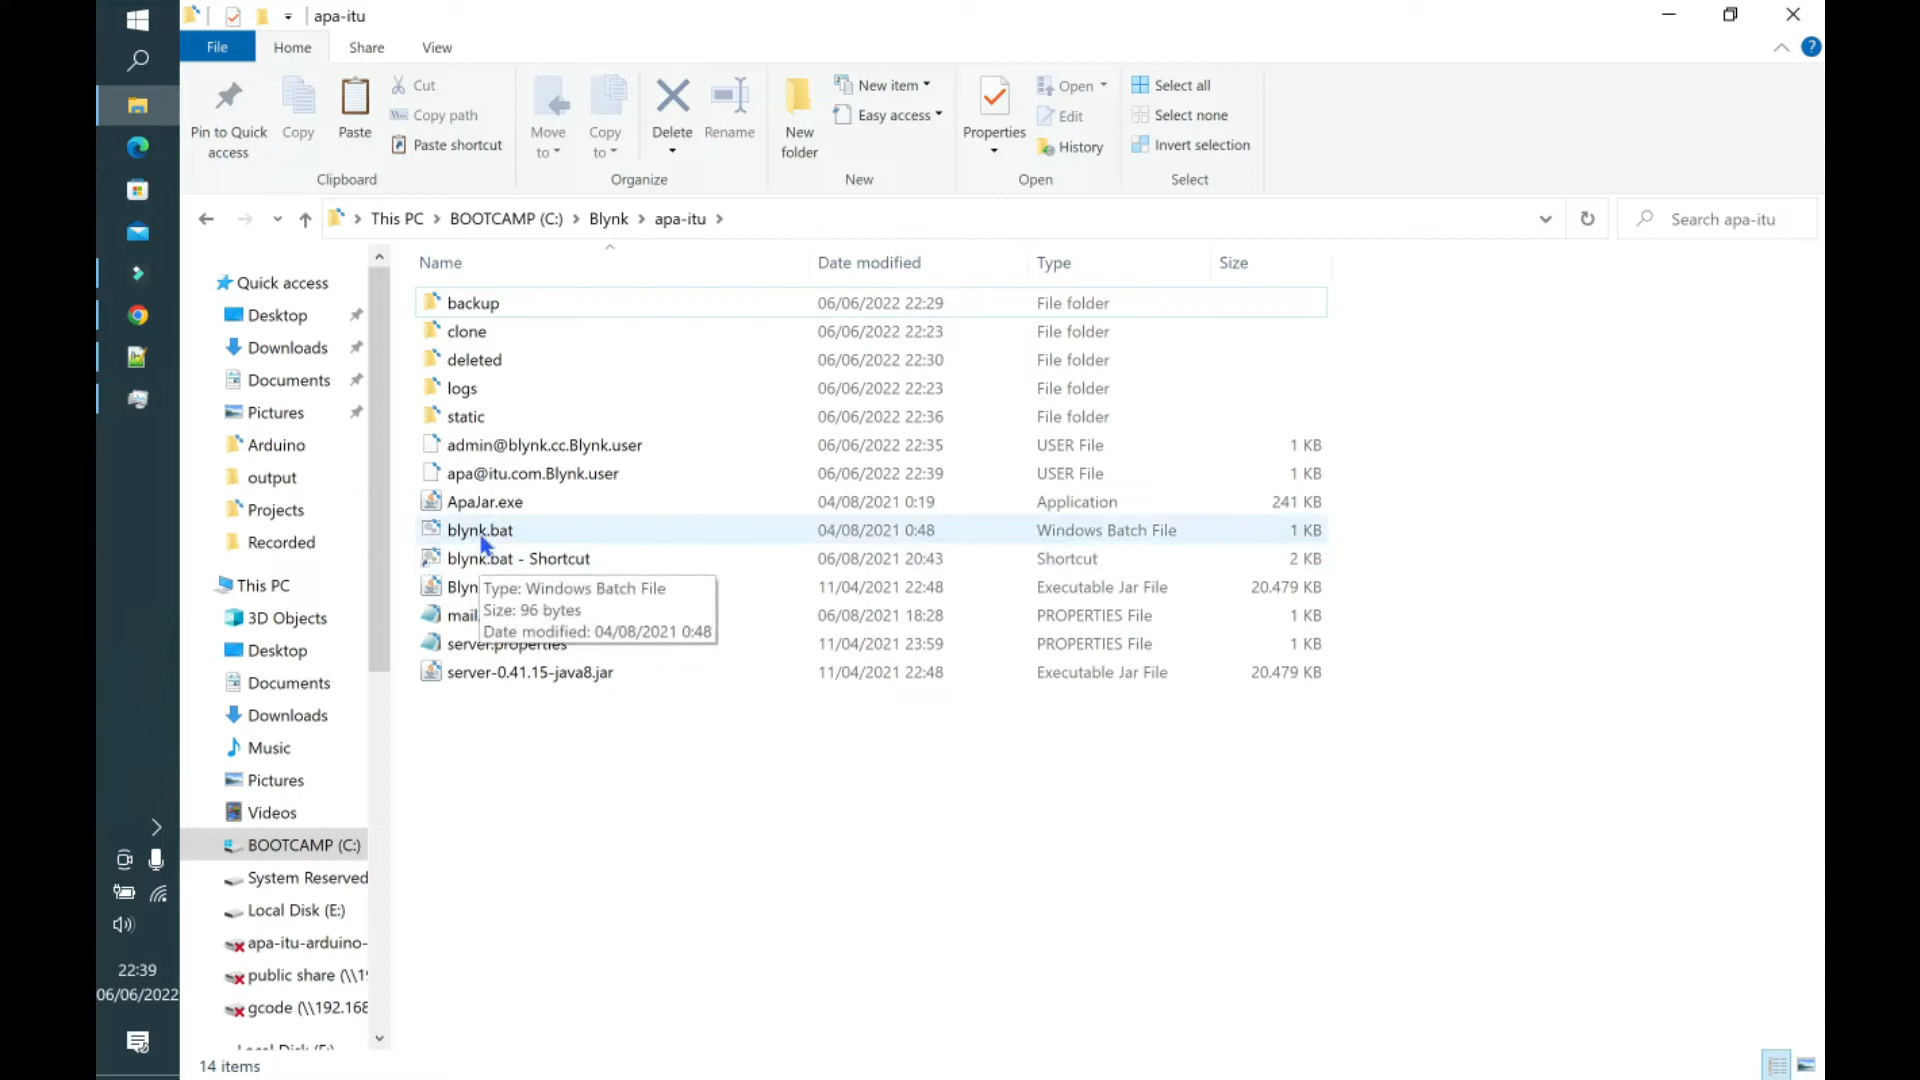 apa-itu
File
Home
Share
View
?
Pin to Quick access
Copy
Paste
Cut
Copy path
Paste shortcut
Clipboard
Move to
Copy to
Delete
Rename
Organize
New folder
New item
Easy access
New
Properties
Open
Edit
History
Open
Select all
Select none
Invert selection
Select
This PC
BOOTCAMP (C:)
Blynk
apa-itu
Search apa-itu
Quick access
Desktop
Downloads
Documents
Pictures
Arduino
output
Projects
Recorded
This PC
3D Objects
Desktop
Documents
Downloads
Music
Pictures
Videos
BOOTCAMP (C:)
System Reserved
Local Disk (E:)
apa-itu-arduino-
public share (\\19
gcode (\\192.168
Name Date modified Type Size
backup 06/06/2022 22:29 File folder
clone 06/06/2022 22:23 File folder
deleted 06/06/2022 22:30 File folder
logs 06/06/2022 22:23 File folder
static 06/06/2022 22:36 File folder
admin@blynk.cc.Blynk.user 06/06/2022 22:35 USER File 1 KB
apa@itu.com.Blynk.user 06/06/2022 22:39 USER File 1 KB
ApaJar.exe 04/08/2021 0:19 Application 241 KB
blynk.bat 04/08/2021 0:48 Windows Batch File 1 KB
blynk.bat - Shortcut 06/08/2021 20:43 Shortcut 2 KB
Blyn 11/04/2021 22:48 Executable Jar File 20.479 KB
mail. 06/08/2021 18:28 PROPERTIES File 1 KB
server.properties 11/04/2021 23:59 PROPERTIES File 1 KB
server-0.41.15-java8.jar 11/04/2021 22:48 Executable Jar File 20.479 KB
Type: Windows Batch File
Size: 96 bytes
Date modified: 04/08/2021 0:48
22:39
06/06/2022
14 items